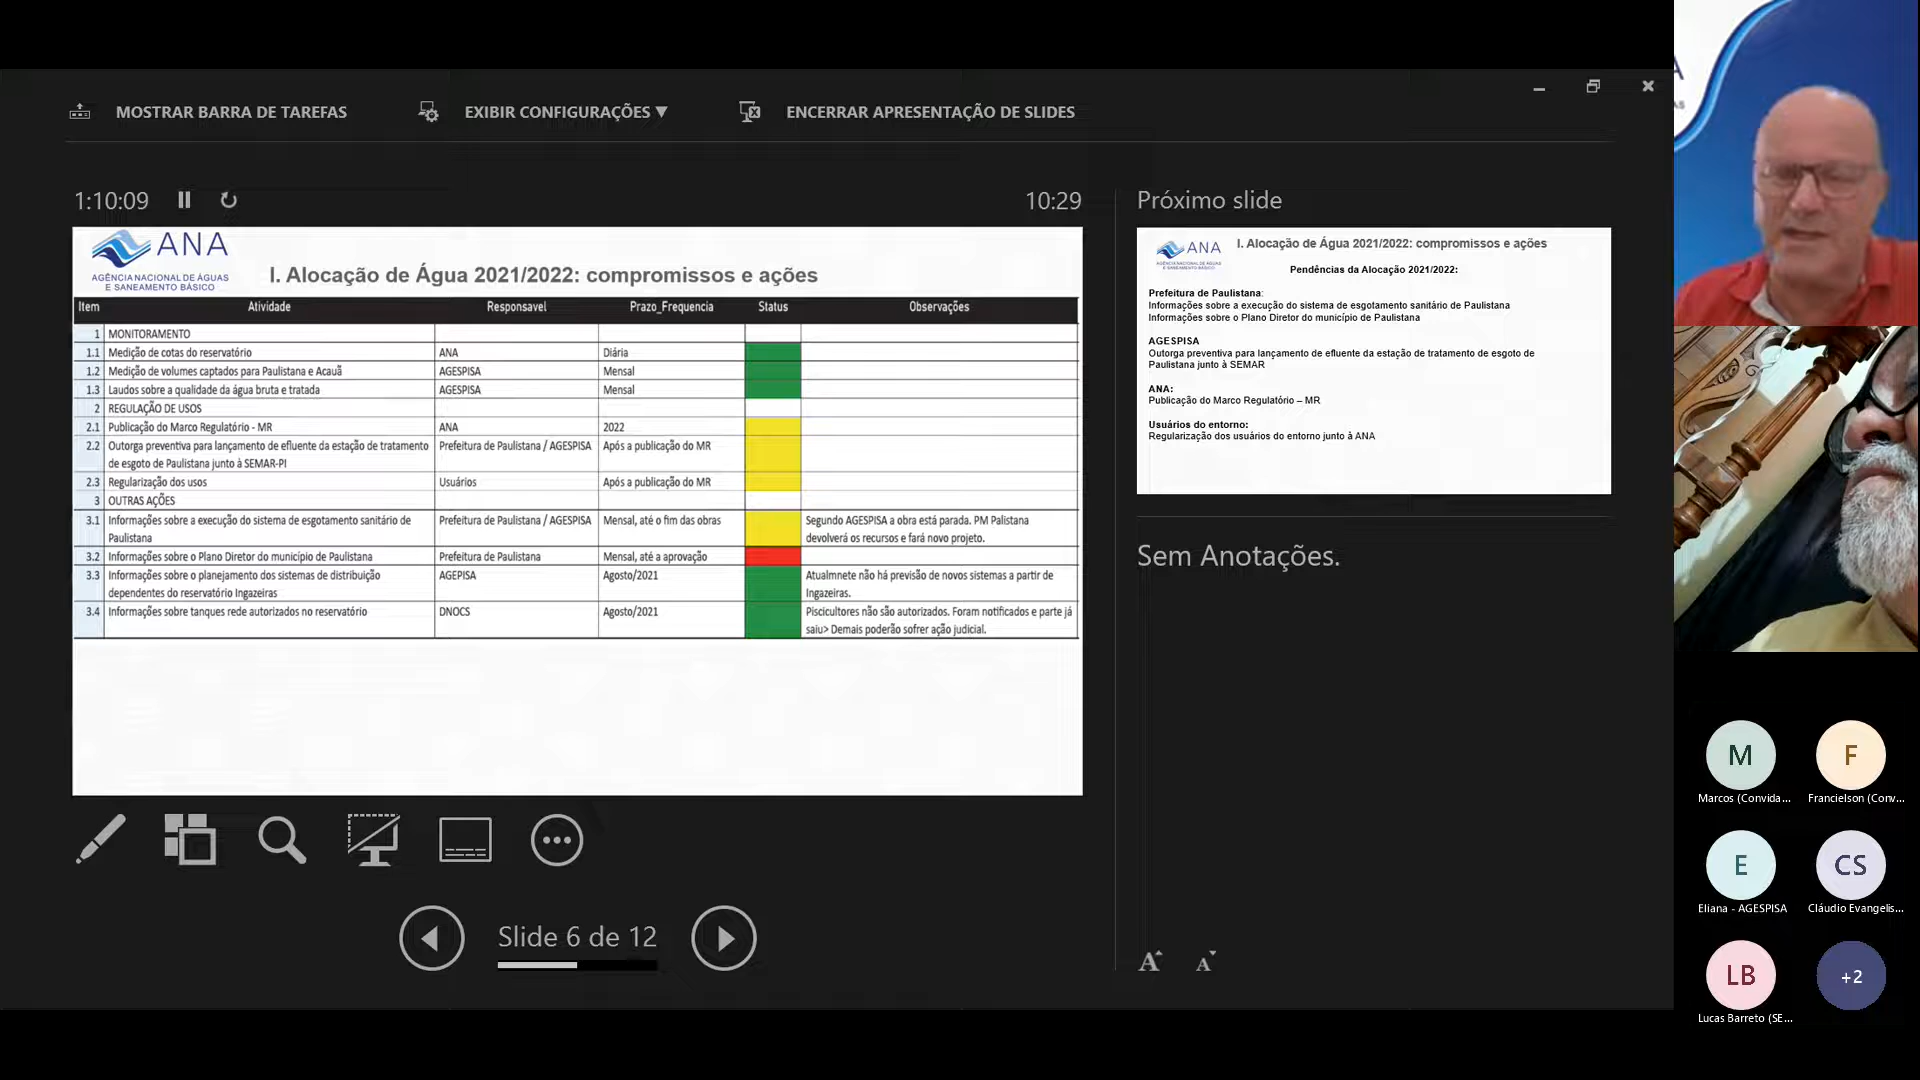 MOSTRAR BARRA DE TAREFAS
EXIBIR CONFIGURAÇÕES ▼
ENCERRAR APRESENTAÇÃO DE SLIDES
1:10:09
10:29
ANA
AGÊNCIA NACIONAL DE ÁGUAS
E SANEAMENTO BÁSICO
I. Alocação de Água 2021/2022: compromissos e ações
Item Atividade Responsavel Prazo_Frequencia Status Observações
1 MONITORAMENTO
1.1 Medição de cotas do reservatório ANA Diária
1.2 Medição de volumes captados para Paulistana e Acauã AGESPISA Mensal
1.3 Laudos sobre a qualidade da água bruta e tratada AGESPISA Mensal
2 REGULAÇÃO DE USOS
2.1 Publicação do Marco Regulatório - MR ANA 2022
2.2 Outorga preventiva para lançamento de efluente da estação de tratamento Prefeitura de Paulistana / AGESPISA Após a publicação do MR
de esgoto de Paulistana junto à SEMAR-PI
2.3 Regularização dos usos Usuários Após a publicação do MR
3 OUTRAS AÇÕES
3.1 Informações sobre a execução do sistema de esgotamento sanitário de Prefeitura de Paulistana / AGESPISA Mensal, até o fim das obras Segundo AGESPISA a obra está parada. PM Palistana
Paulistana devolverá os recursos e fará novo projeto.
3.2 Informações sobre o Plano Diretor do município de Paulistana Prefeitura de Paulistana Mensal, até a aprovação
3.3 Informações sobre o planejamento dos sistemas de distribuição AGEPISA Agosto/2021 Atualmnete não há previsão de novos sistemas a partir de
dependentes do reservatório Ingazeiras Ingazeiras.
3.4 Informações sobre tanques rede autorizados no reservatório DNOCS Agosto/2021 Piscicultores não são autorizados. Foram notificados e parte já
saiu> Demais poderão sofrer ação judicial.
Slide 6 de 12
Próximo slide
ANA
AGÊNCIA NACIONAL DE ÁGUAS
E SANEAMENTO BÁSICO
I. Alocação de Água 2021/2022: compromissos e ações
Pendências da Alocação 2021/2022:
Prefeitura de Paulistana:
Informações sobre a execução do sistema de esgotamento sanitário de Paulistana
Informações sobre o Plano Diretor do município de Paulistana
AGESPISA
Outorga preventiva para lançamento de efluente da estação de tratamento de esgoto de
Paulistana junto à SEMAR
ANA:
Publicação do Marco Regulatório – MR
Usuários do entorno:
Regularização dos usuários do entorno junto à ANA
Sem Anotações.
A A
M F
Marcos (Convida... Francielson (Conv...
E CS
Eliana - AGESPISA Cláudio Evangelis...
LB +2
Lucas Barreto (SE...